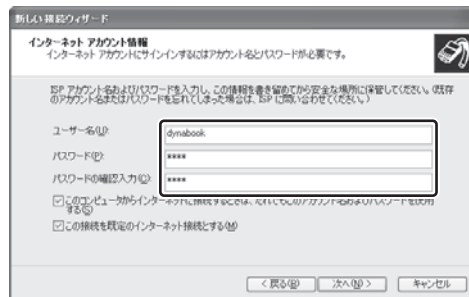 新しい接続ウィザード
インターネット アカウント情報
インターネット アカウントにサインインするにはアカウント名とパスワードが必要です。
ISP アカウント名およびパスワードを入力し、この情報を書き留めてから安全な場所に保管してください。(既存
のアカウント名またはパスワードを忘れてしまった場合は、ISP に問い合わせてください。)
ユーザー名(U):
dynabook
パスワード(P):
****
パスワードの確認入力(C):
****
このコンピュータからインターネットに接続するときは、だれでもこのアカウント名およびパスワードを使用
する(S)
この接続を既定のインターネット接続とする(M)
< 戻る(B)
次へ(N) >
キャンセル